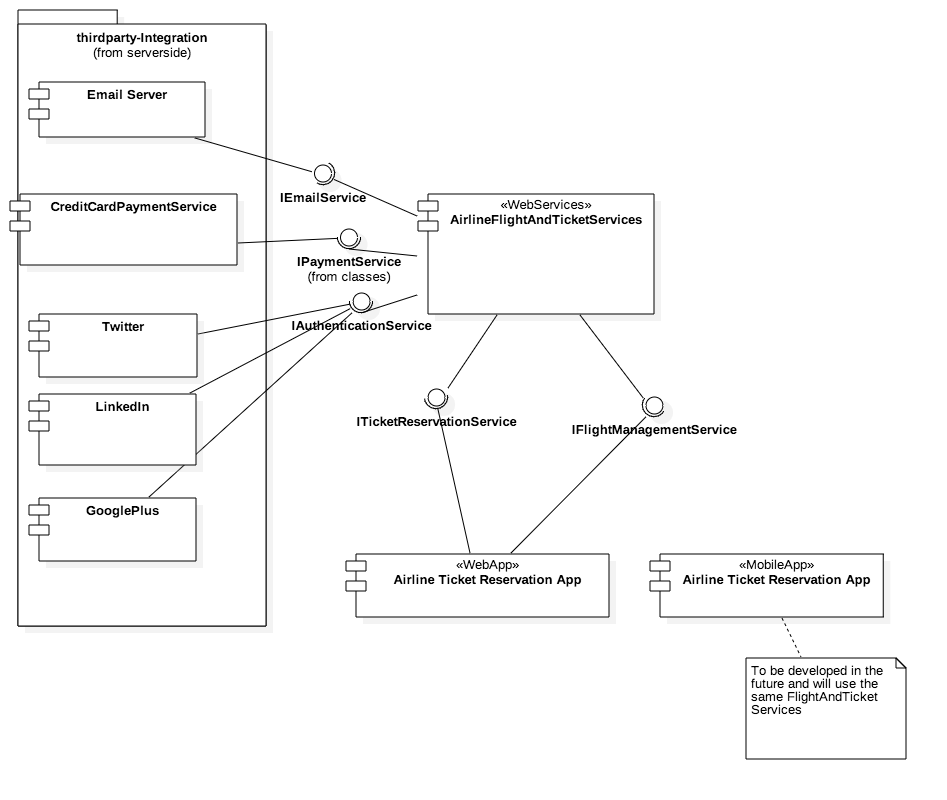 thirdparty-Integration
(from serverside)
Email Server
IEmailService
CreditCardPaymentService
«WebServices»
AirlineFlightAndTicketServices
IPaymentService
(from classes)
Twitter
IAuthenticationService
LinkedIn
ITicketReservationService
IFlightManagementService
GooglePlus
«WebApp»
Airline Ticket Reservation App
«MobileApp»
Airline Ticket Reservation App
To be developed in the
future and will use the
same FlightAndTicket
Services